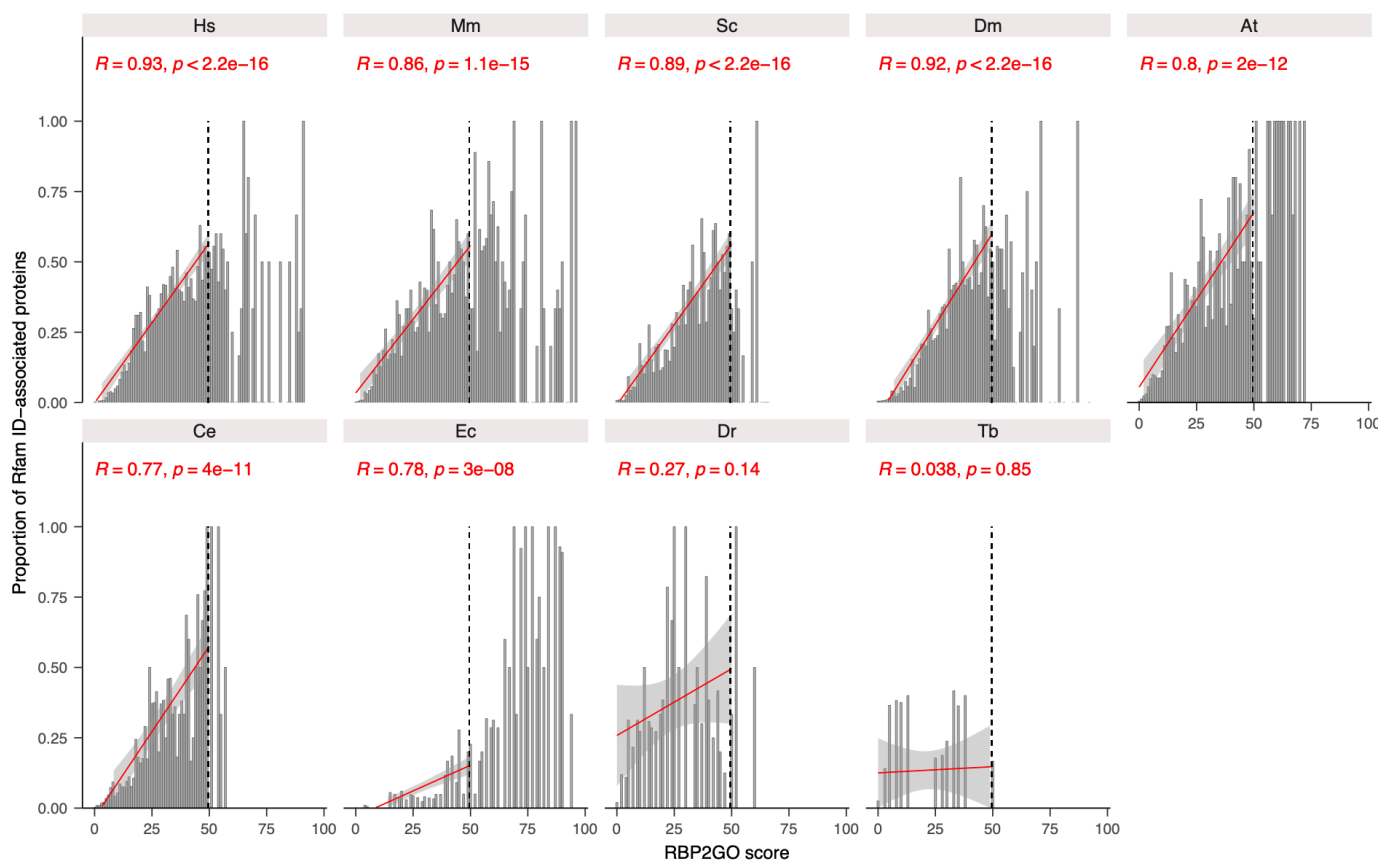 Hs Mm Sc Dm At
R = 0.93, p < 2.2e−16 R = 0.86, p = 1.1e−15 R = 0.89, p < 2.2e−16 R = 0.92, p < 2.2e−16 R = 0.8, p = 2e−12
1.00
0.75
0.50
0.25
0.00
0 25 50 75 100
Ce Ec Dr Tb
R = 0.77, p = 4e−11 R = 0.78, p = 3e−08 R = 0.27, p = 0.14 R = 0.038, p = 0.85
1.00
0.75
0.50
0.25
0.00
0 25 50 75 100 0 25 50 75 100 0 25 50 75 100 0 25 50 75 100
RBP2GO score
Proportion of Rfam ID−associated proteins